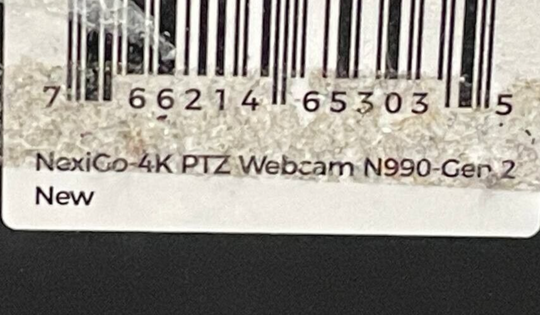 7 66214 65303 5
NexiGo 4K PTZ Webcam N990-Gen 2
New